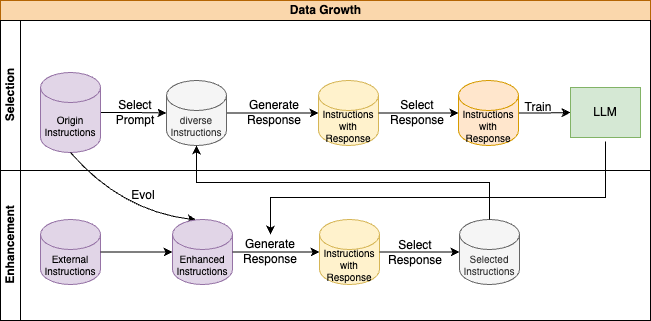 Data Growth
Selection
Origin
Instructions
Select
Prompt
diverse
Instructions
Generate
Response
Instructions
with
Response
Select
Response
Instructions
with
Response
Train
LLM
Evol
Enhancement
External
Instructions
Enhanced
Instructions
Generate
Response
Instructions
with
Response
Select
Response
Selected
Instructions